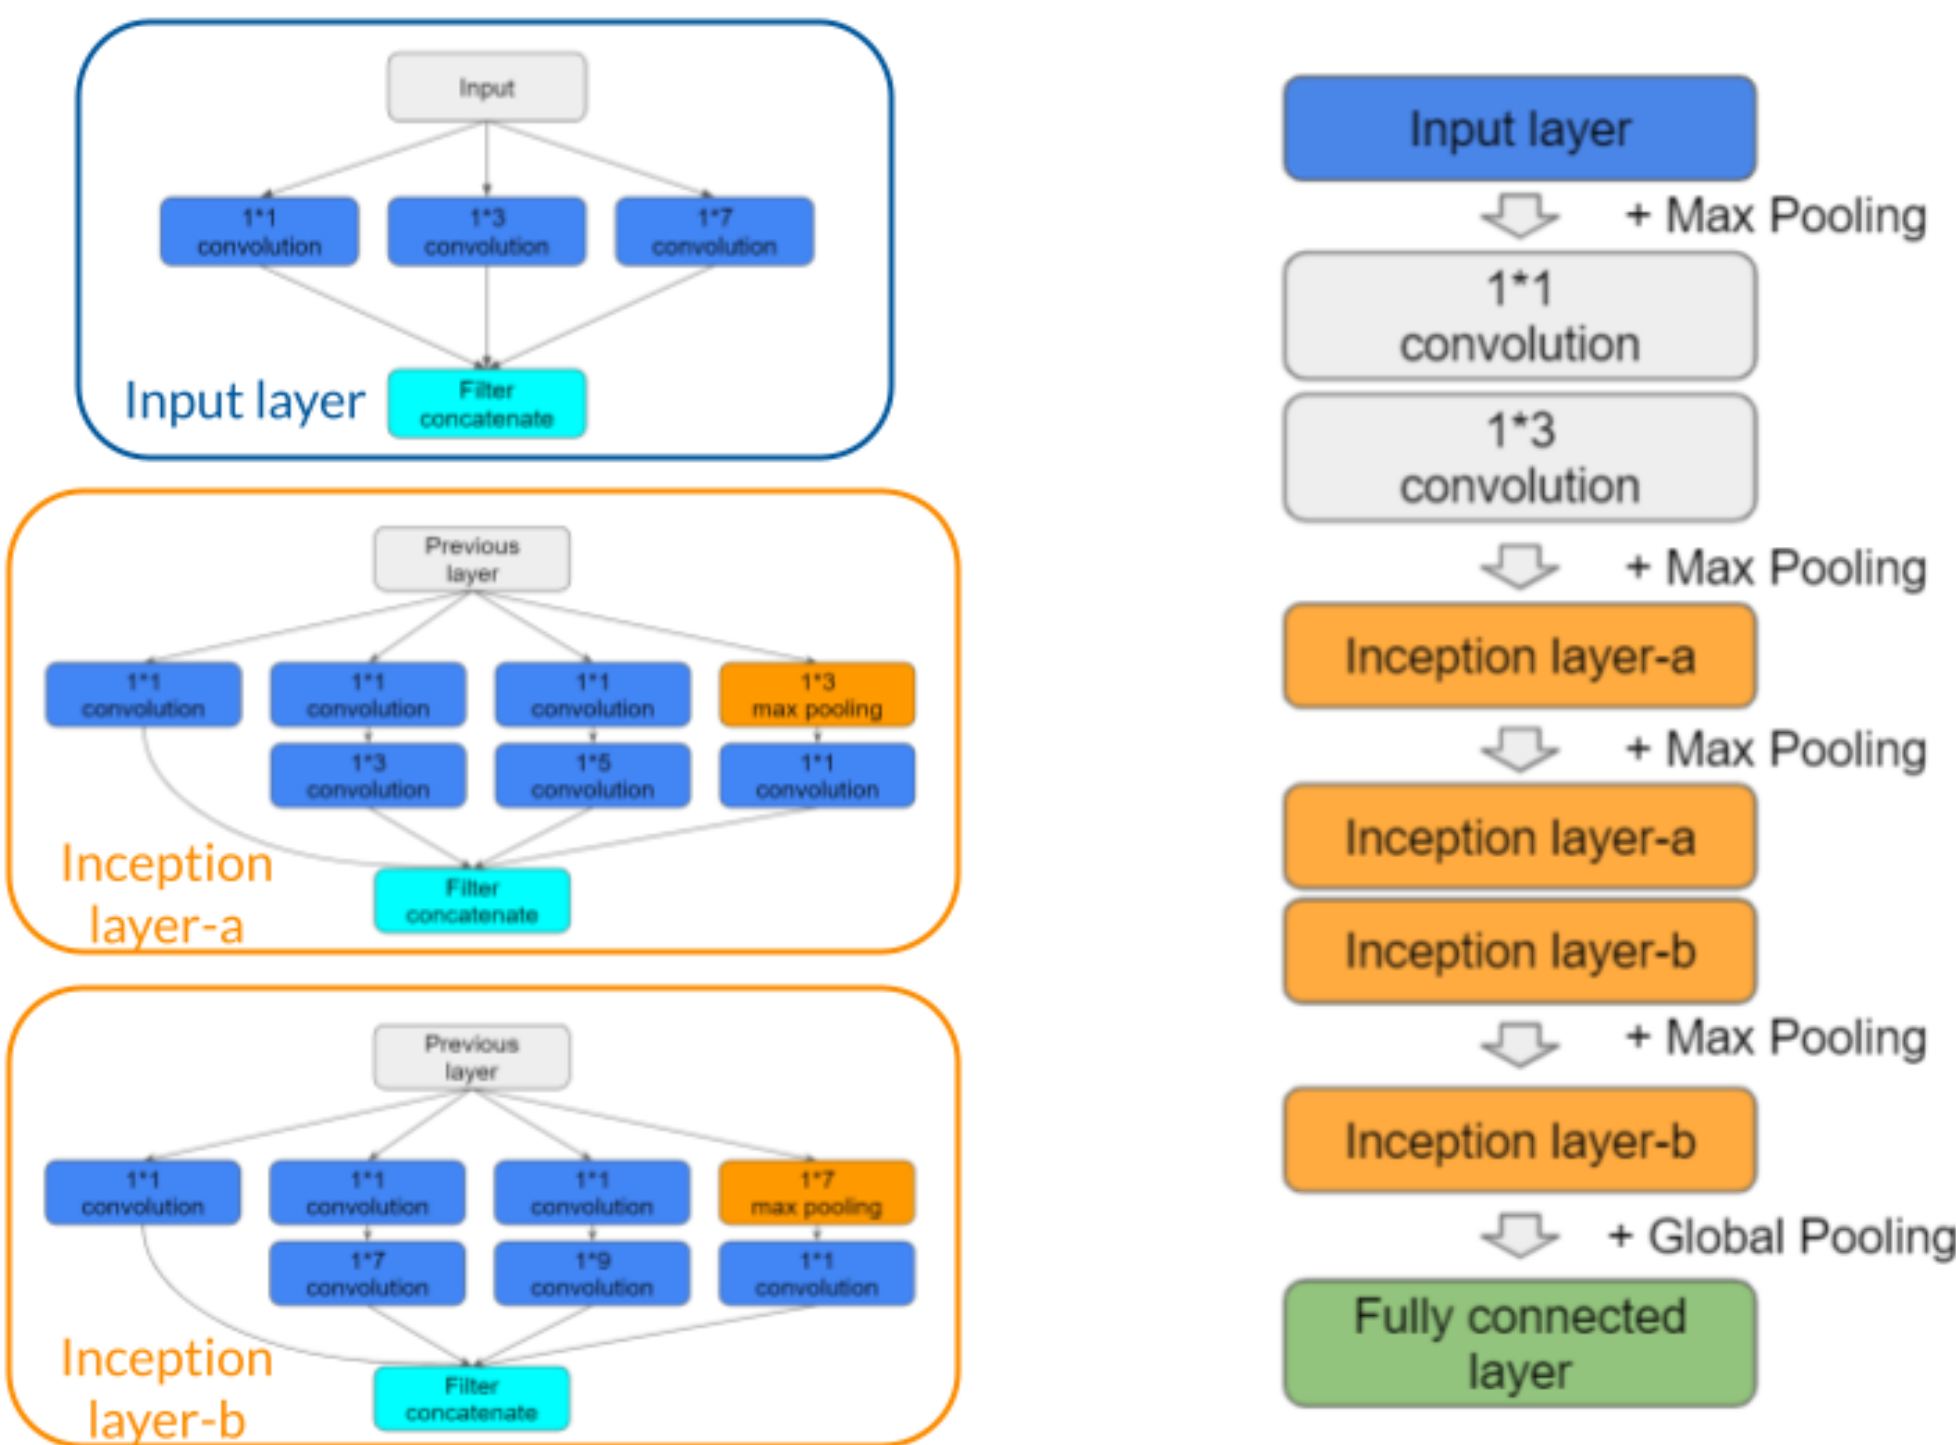 Input
1*1
convolution
1*3
convolution
1*7
convolution
Filter
concatenate
Input layer
Previous
layer
1*1
convolution
1*1
convolution
1*1
convolution
1*3
max pooling
1*3
convolution
1*5
convolution
1*1
convolution
Filter
concatenate
Inception
layer-a
Previous
layer
1*1
convolution
1*1
convolution
1*1
convolution
1*7
max pooling
1*7
convolution
1*9
convolution
1*1
convolution
Filter
concatenate
Inception
layer-b
Input layer
+ Max Pooling
1*1
convolution
1*3
convolution
+ Max Pooling
Inception layer-a
+ Max Pooling
Inception layer-a
Inception layer-b
+ Max Pooling
Inception layer-b
+ Global Pooling
Fully connected
layer